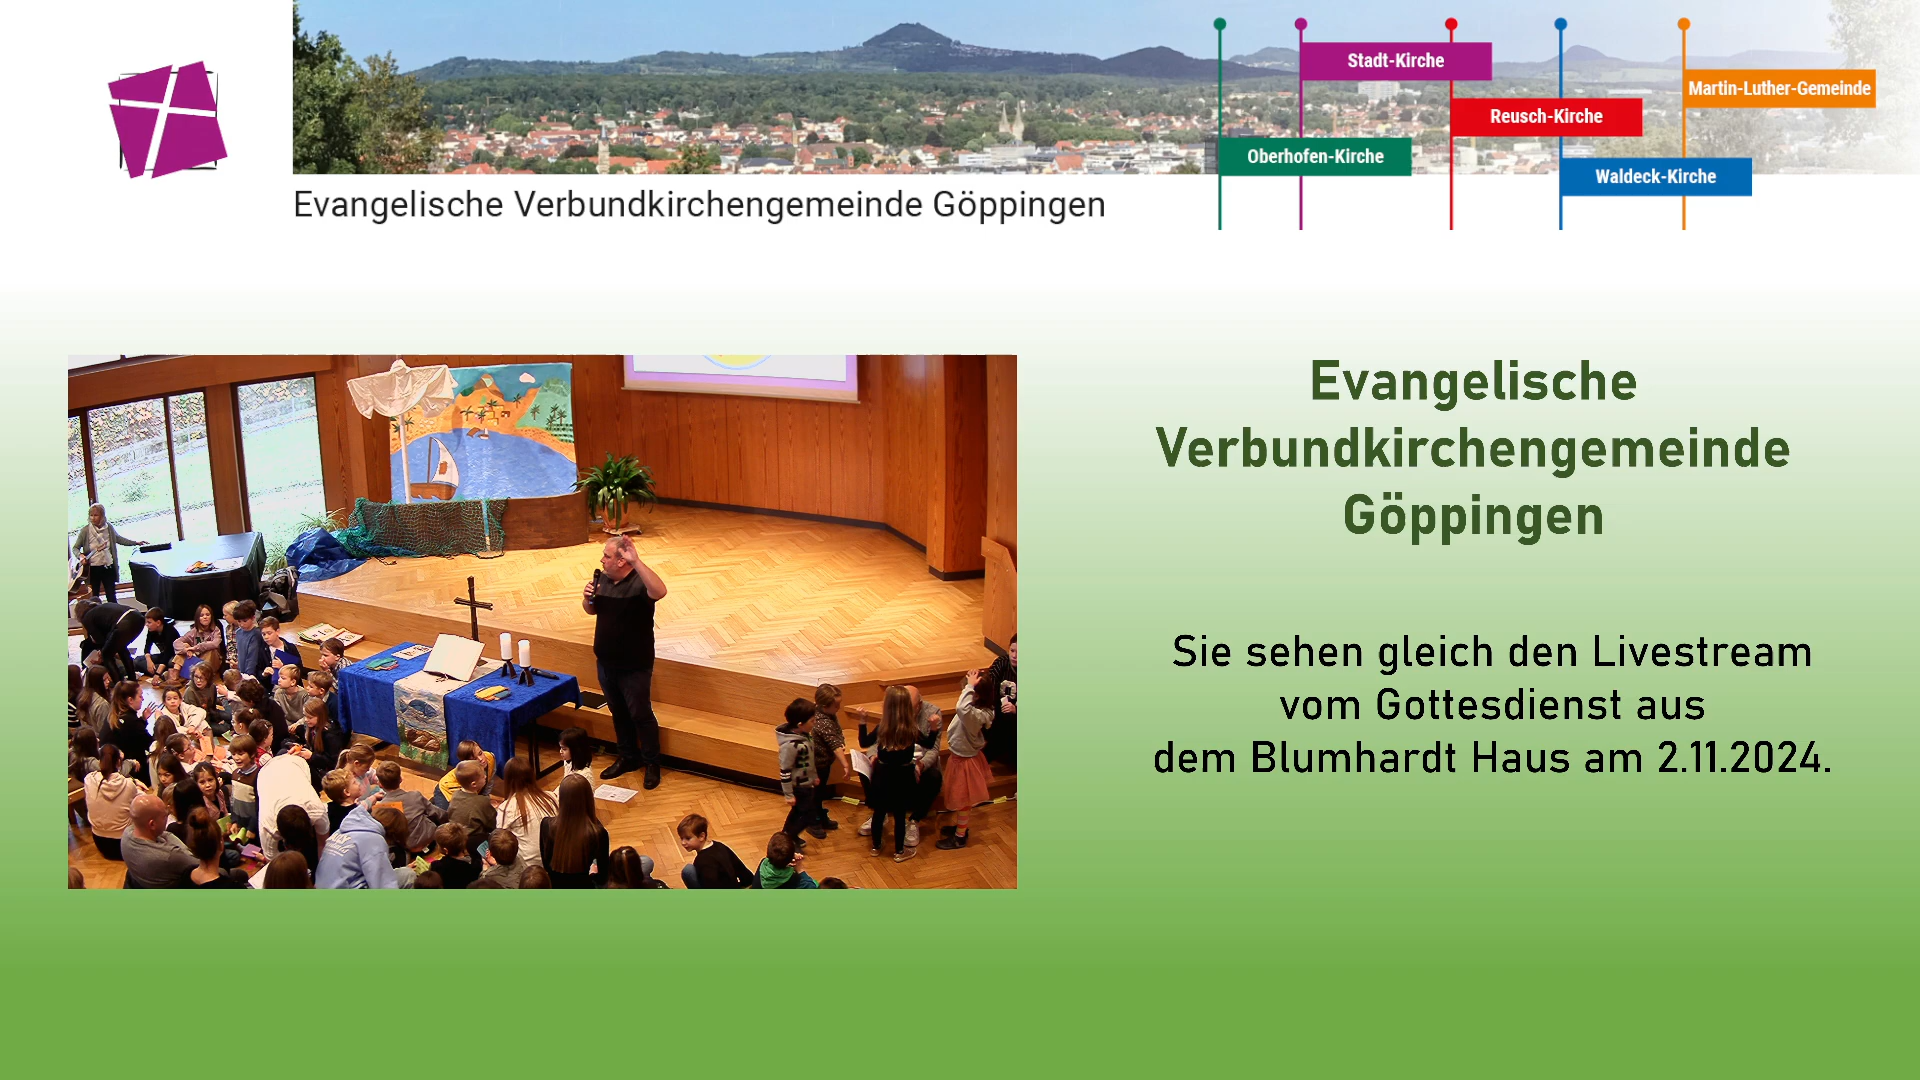 Stadt-Kirche
Martin-Luther-Gemeinde
Reusch-Kirche
Oberhofen-Kirche
Waldeck-Kirche
Evangelische Verbundkirchengemeinde Göppingen
Evangelische
Verbundkirchengemeinde
Göppingen
Sie sehen gleich den Livestream
vom Gottesdienst aus
dem Blumhardt Haus am 2.11.2024.